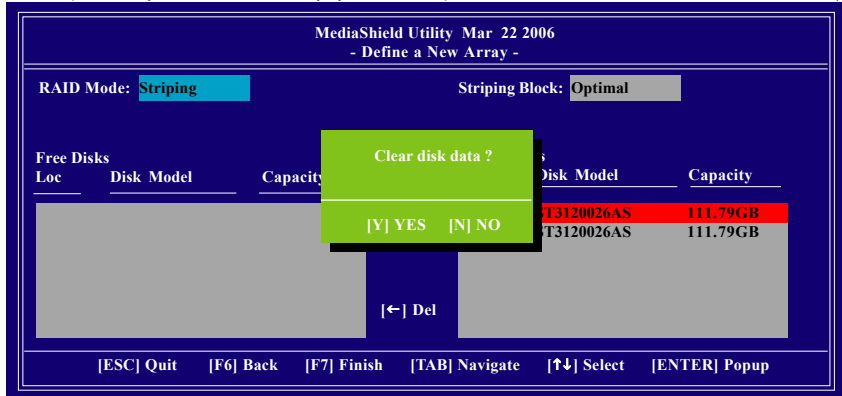 MediaShield Utility Mar 22 2006
- Define a New Array -
RAID Mode: Striping Striping Block: Optimal
Clear disk data ?
[Y] YES [N] NO
Free Disks
Loc Disk Model Capacity
Disk Model Capacity
ST3120026AS 111.79GB
ST3120026AS 111.79GB
[←] Del
[ESC] Quit [F6] Back [F7] Finish [TAB] Navigate [↑↓] Select [ENTER] Popup